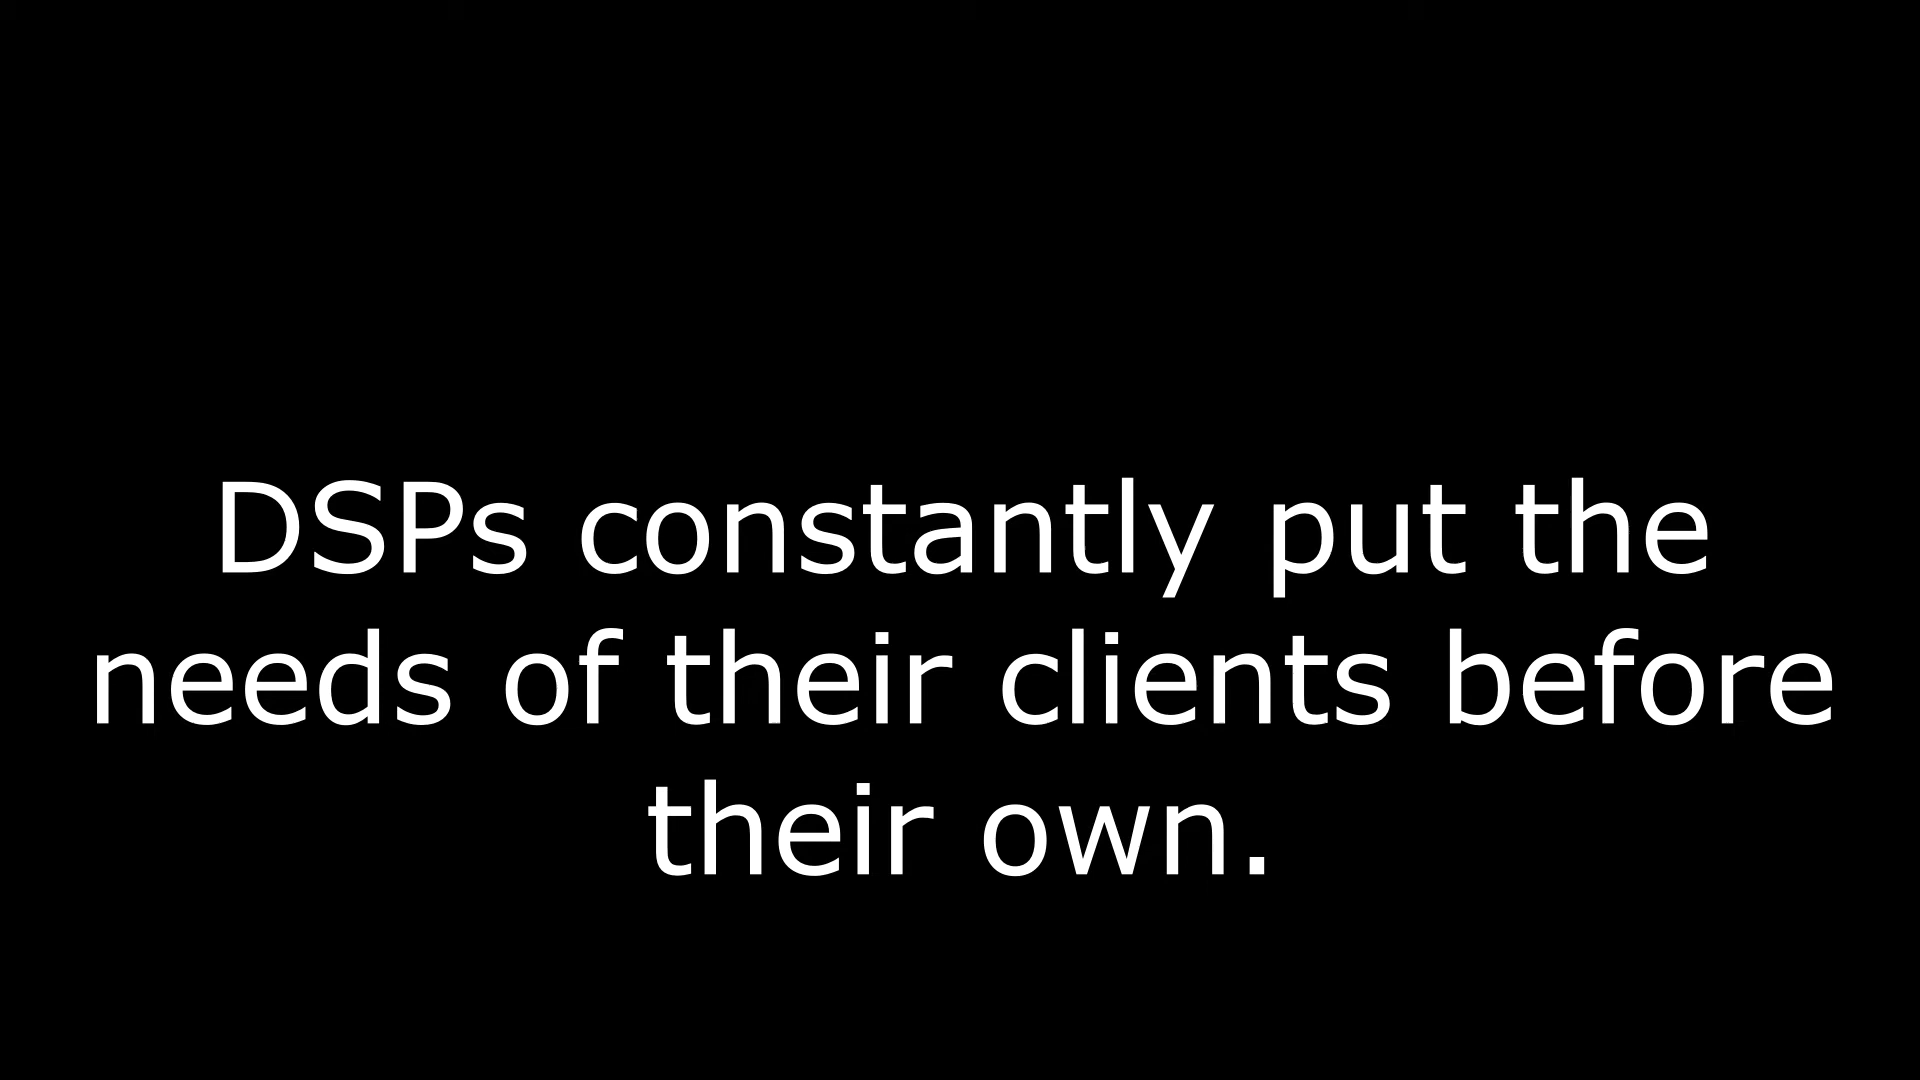 DSPs constantly put the
needs of their clients before
their own.